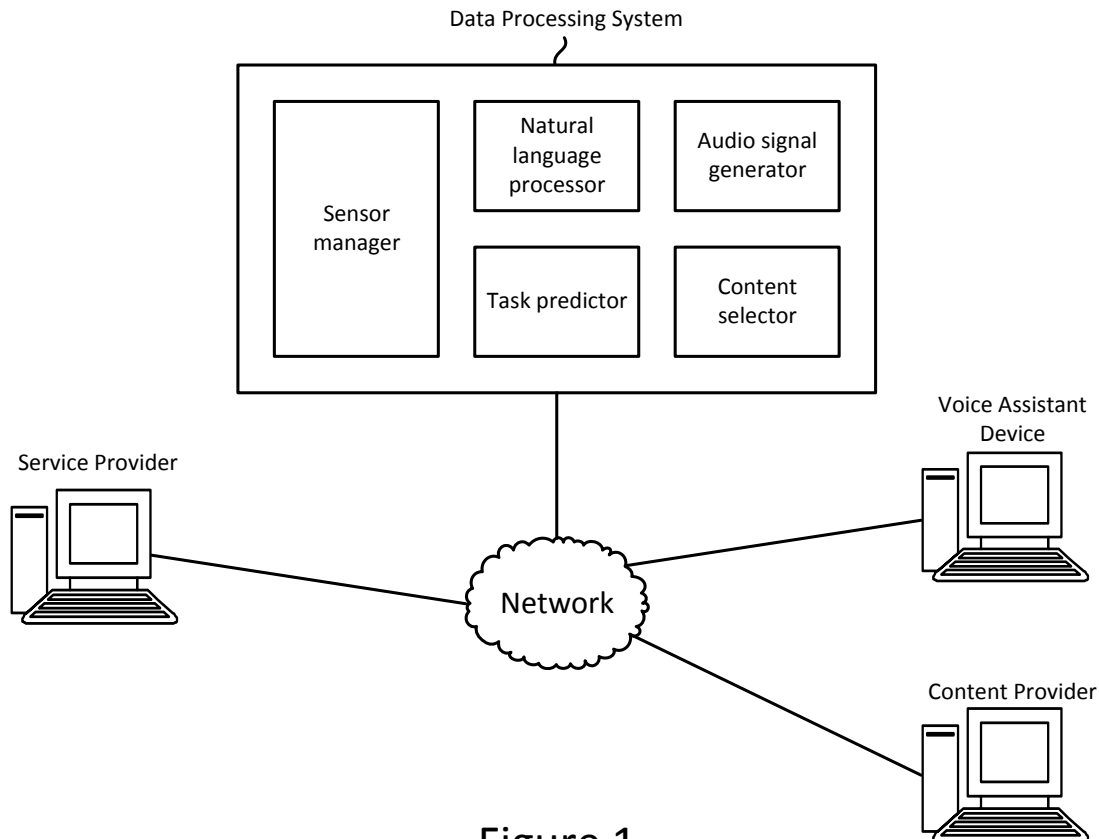 Data Processing System
Sensor
manager
Natural
language
processor
Audio signal
generator
Task predictor
Content
selector
Service Provider
Voice Assistant
Device
Network
Content Provider
Figure 1